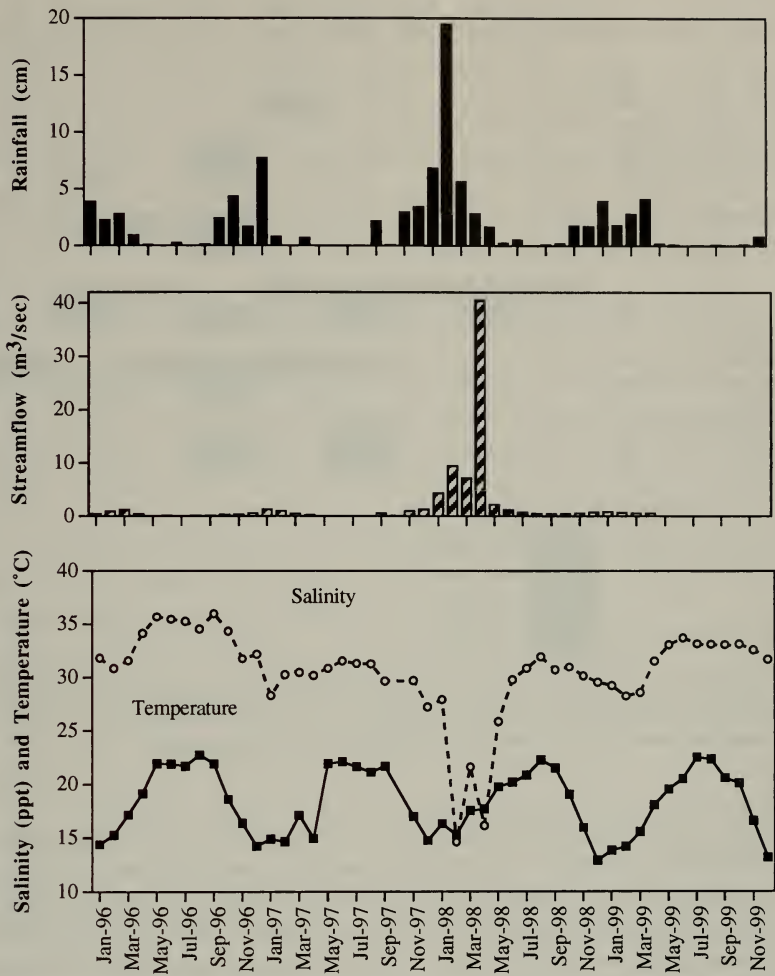 Rainfall (cm)
20
15
10
5
0
Streamflow (m³/sec)
40
30
20
10
0
Salinity (ppt) and Temperature (°C)
40
35
30
25
20
15
10
Salinity
Temperature
Jan-96
Mar-96
May-96
Jul-96
Sep-96
Nov-96
Jan-97
Mar-97
May-97
Jul-97
Sep-97
Nov-97
Jan-98
Mar-98
May-98
Jul-98
Sep-98
Nov-98
Jan-99
Mar-99
May-99
Jul-99
Sep-99
Nov-99